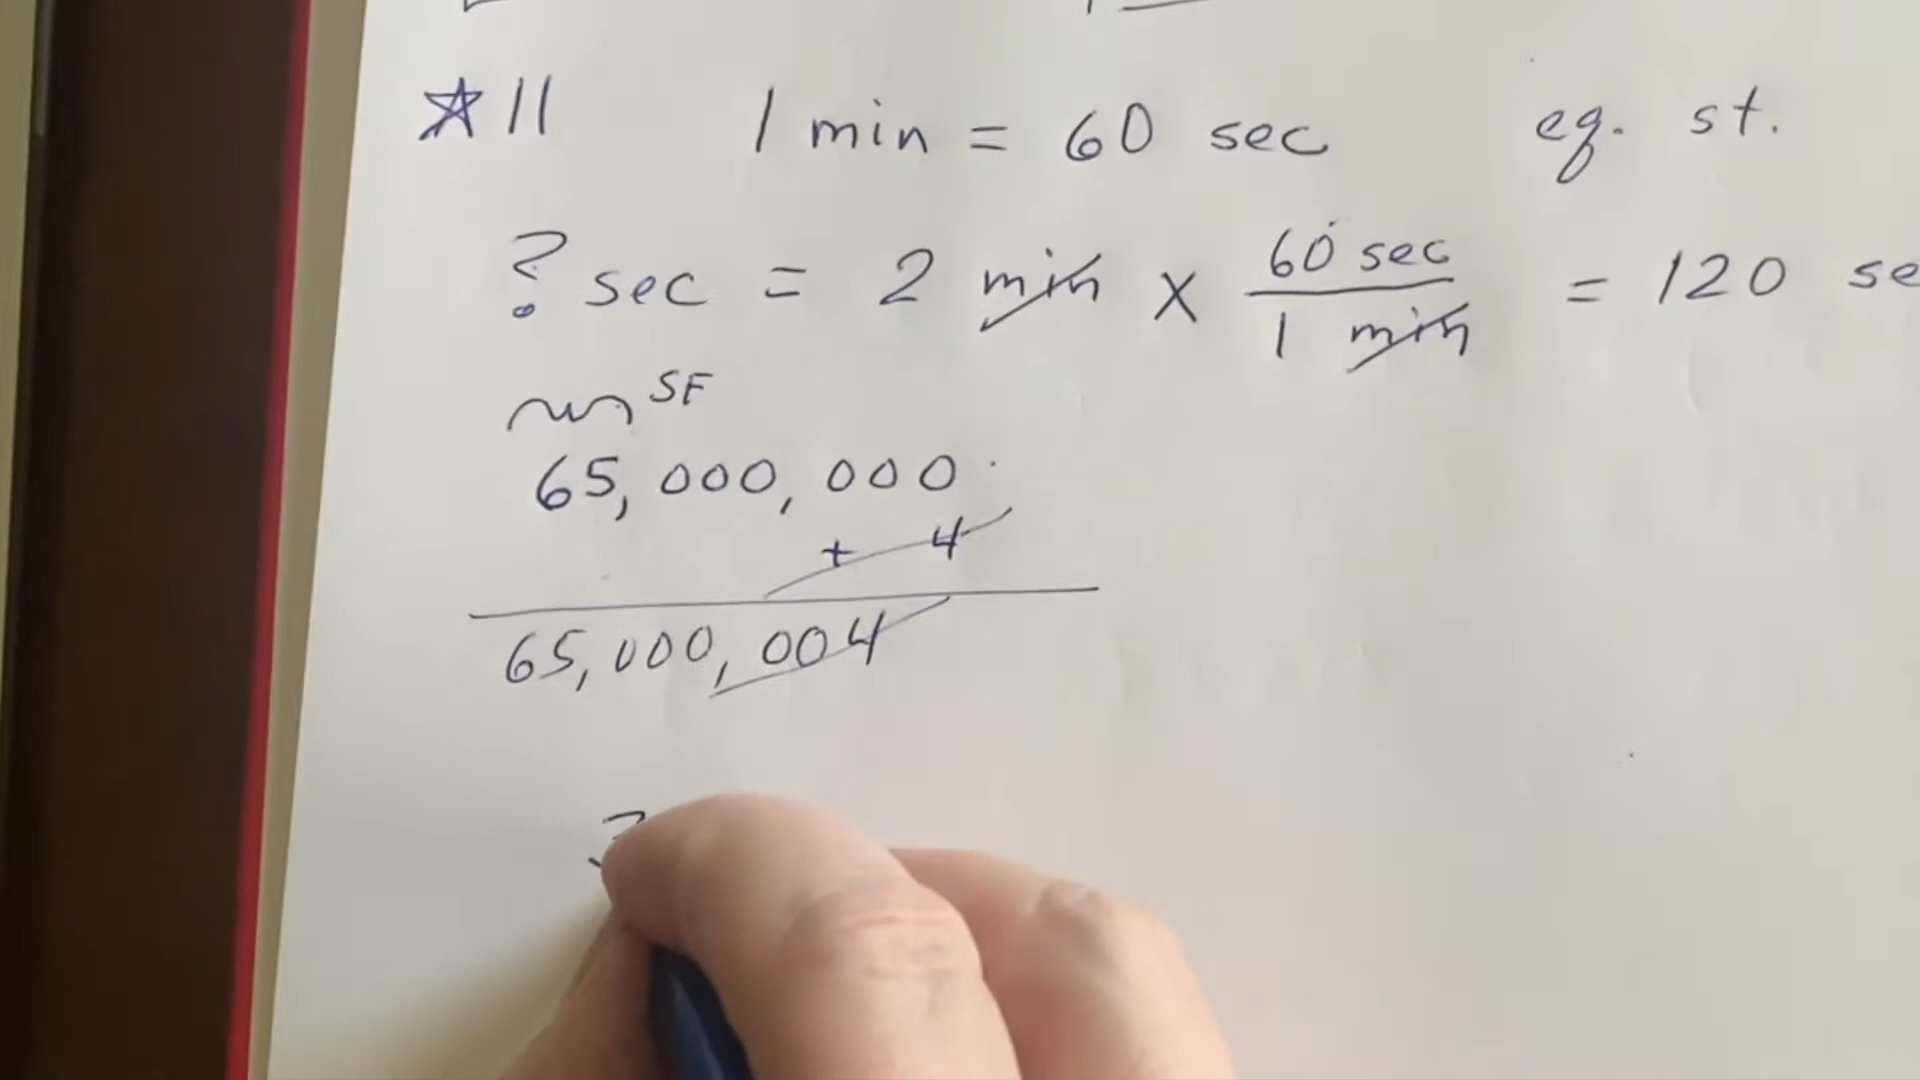 ☆11 1 min = 60 sec eq. st.
? sec = 2 min × 60 sec / 1 min = 120 se
SF
65,000,000.
+ 4
65,000,004
?